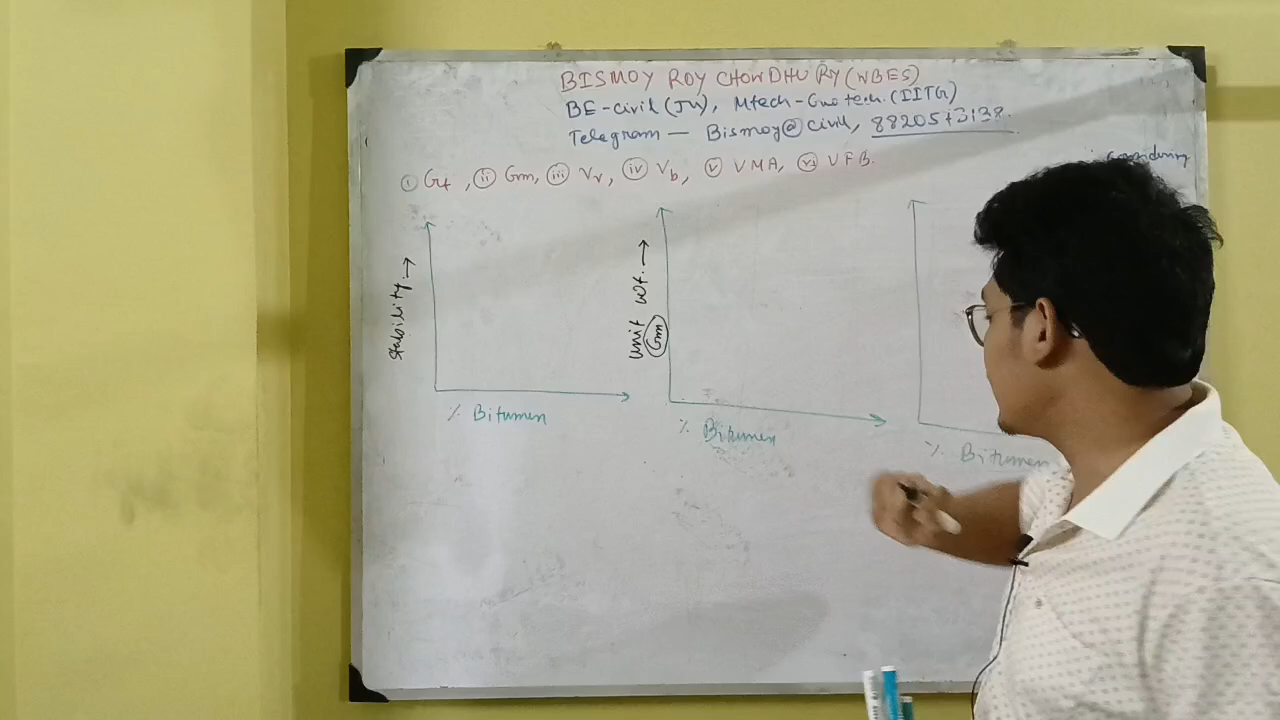 BISMOY ROY CHOWDHURY (WBES)
BE-Civil (JU), Mtech-Geotech. (IITG)
Telegram — Bismoy@civil,
considering
(i) Gt, (ii) Gm, (iii) Vv, (iv) Vb, (v) VMA, (vi) VFB.
stability →
% Bitumen
unit wt. →
Gm
% Bitumen
% Bitumen